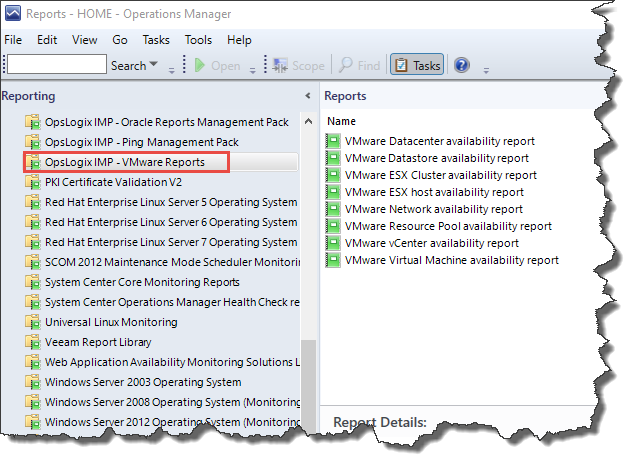 Reports - HOME - Operations Manager
File Edit View Go Tasks Tools Help
Search Open Scope Find Tasks
Reporting
OpsLogix IMP - Oracle Reports Management Pack
OpsLogix IMP - Ping Management Pack
OpsLogix IMP - VMware Reports
PKI Certificate Validation V2
Red Hat Enterprise Linux Server 5 Operating System
Red Hat Enterprise Linux Server 6 Operating System
Red Hat Enterprise Linux Server 7 Operating System
SCOM 2012 Maintenance Mode Scheduler Monitorin
System Center Core Monitoring Reports
System Center Operations Manager Health Check re
Universal Linux Monitoring
Veeam Report Library
Web Application Availability Monitoring Solutions L
Windows Server 2003 Operating System
Windows Server 2008 Operating System (Monitoring
Windows Server 2012 Operating System (Monitoring
Reports
Name
VMware Datacenter availability report
VMware Datastore availability report
VMware ESX Cluster availability report
VMware ESX host availability report
VMware Network availability report
VMware Resource Pool availability report
VMware vCenter availability report
VMware Virtual Machine availability report
Report Details: